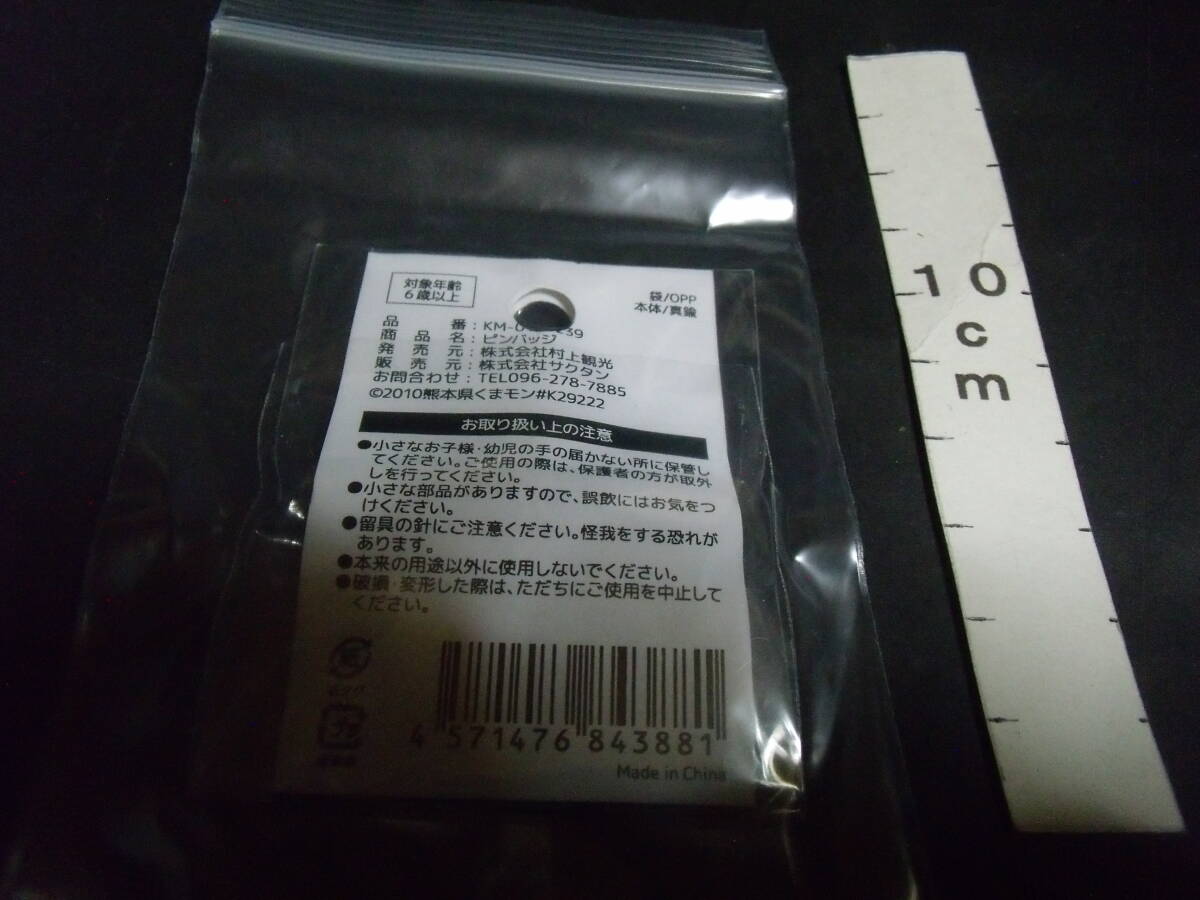 対象年齢
6歳以上
袋/OPP
本体/真鍮
品番:KM-0 39
商品名:ピンバッジ
発売元:株式会社村上観光
販売元:株式会社サクタン
お問合わせ:TEL096-278-7885
©2010熊本県くまモン#K29222
お取り扱い上の注意
●小さなお子様・幼児の手の届かない所に保管し
てください。ご使用の際は、保護者の方が取外
しを行ってください。
●小さな部品がありますので、誤飲にはお気をつ
けください。
●留具の針にご注意ください。怪我をする恐れが
あります。
●本来の用途以外に使用しないでください。
●破損・変形した際は、ただちにご使用を中止して
ください。
紙
プラ
4 571476 843881
Made in China
10
c
m